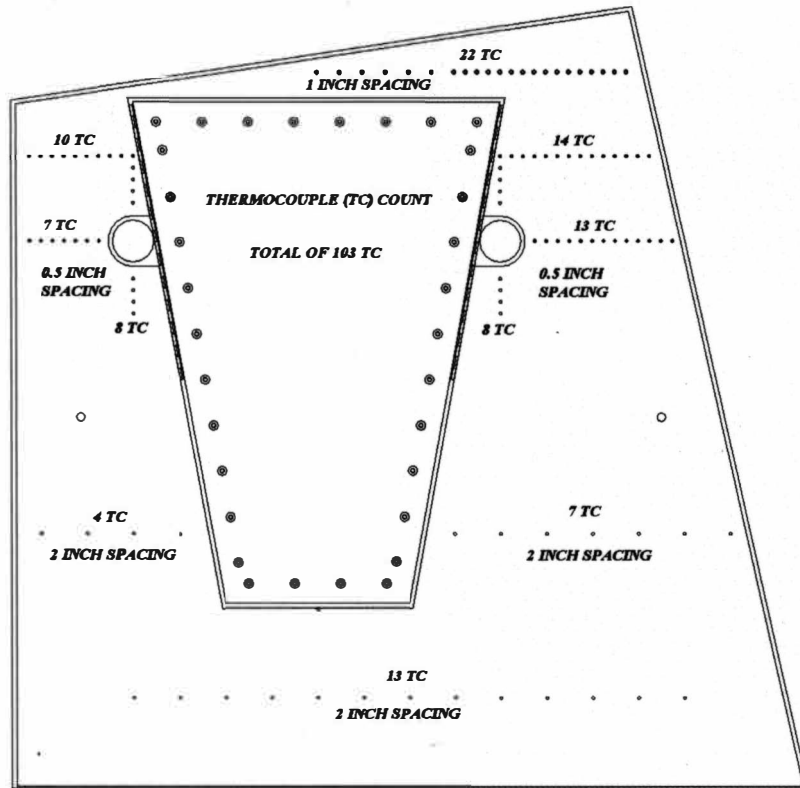 22 TC
1 INCH SPACING
10 TC
14 TC
THERMOCOUPLE (TC) COUNT
7 TC
13 TC
TOTAL OF 103 TC
0.5 INCH
SPACING
0.5 INCH
SPACING
8 TC
8 TC
4 TC
7 TC
2 INCH SPACING
2 INCH SPACING
13 TC
2 INCH SPACING